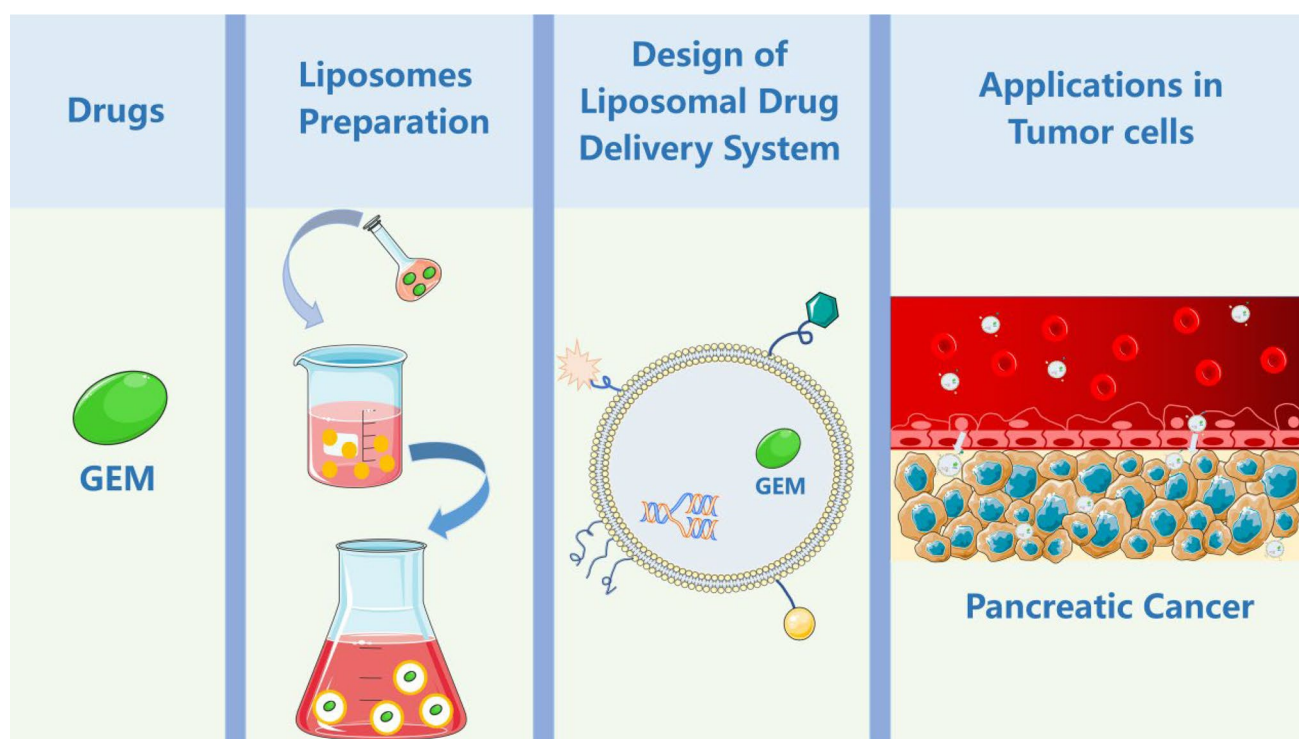 Drugs
Liposomes
Preparation
Design of
Liposomal Drug
Delivery System
Applications in
Tumor cells
GEM
GEM
Pancreatic Cancer